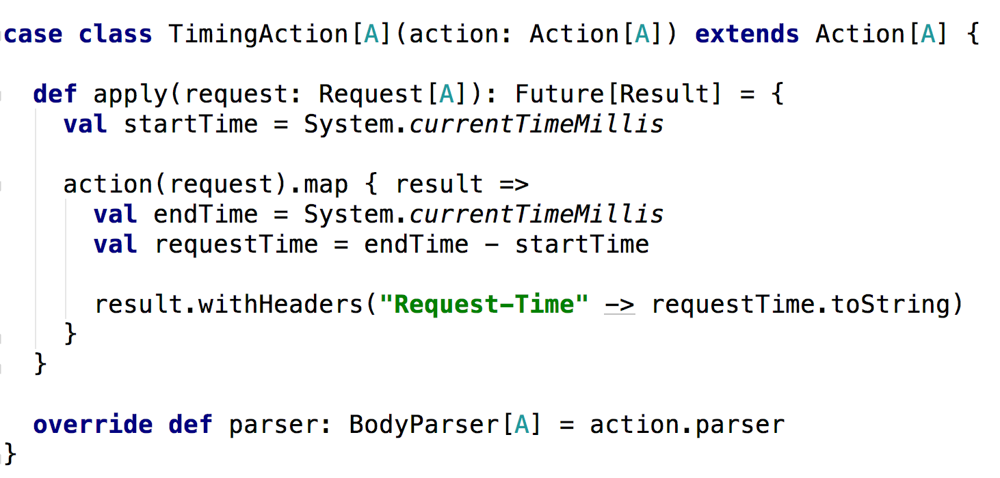 case class TimingAction[A](action: Action[A]) extends Action[A] {
def apply(request: Request[A]): Future[Result] = {
val startTime = System.currentTimeMillis
action(request).map { result =>
val endTime = System.currentTimeMillis
val requestTime = endTime - startTime
result.withHeaders("Request-Time" -> requestTime.toString)
}
}
override def parser: BodyParser[A] = action.parser
}